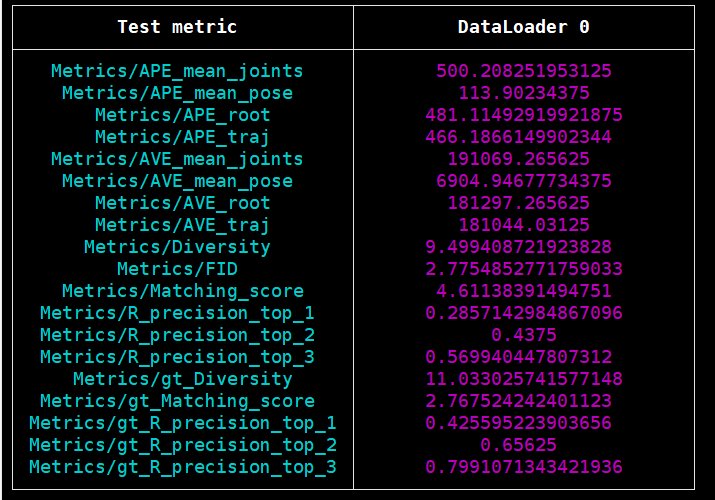 Test metric DataLoader 0
Metrics/APE_mean_joints 500.208251953125
Metrics/APE_mean_pose 113.90234375
Metrics/APE_root 481.11492919921875
Metrics/APE_traj 466.1866149902344
Metrics/AVE_mean_joints 191069.265625
Metrics/AVE_mean_pose 6904.94677734375
Metrics/AVE_root 181297.265625
Metrics/AVE_traj 181044.03125
Metrics/Diversity 9.499408721923828
Metrics/FID 2.7754852771759033
Metrics/Matching_score 4.61138391494751
Metrics/R_precision_top_1 0.2857142984867096
Metrics/R_precision_top_2 0.4375
Metrics/R_precision_top_3 0.569940447807312
Metrics/gt_Diversity 11.033025741577148
Metrics/gt_Matching_score 2.767524242401123
Metrics/gt_R_precision_top_1 0.425595223903656
Metrics/gt_R_precision_top_2 0.65625
Metrics/gt_R_precision_top_3 0.7991071343421936